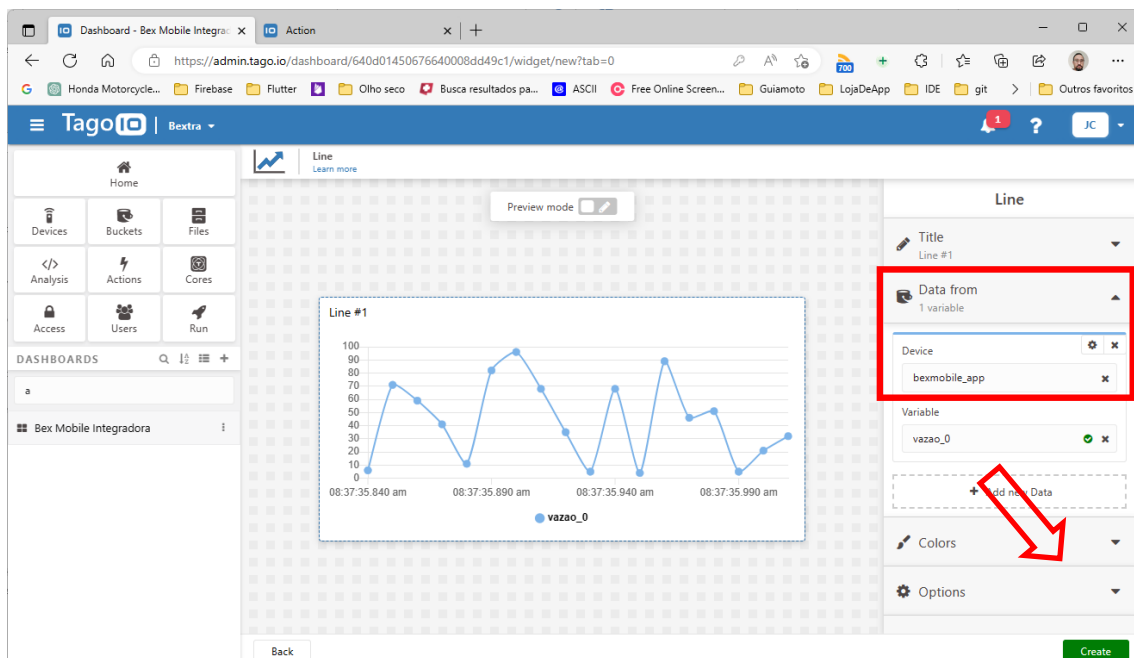 Dashboard - Bex Mobile Integrac
Action
https://admin.tago.io/dashboard/640d01450676640008dd49c1/widget/new?tab=0
700
Honda Motorcycle...
Firebase
Flutter
Olho seco
Busca resultados pa...
ASCII
Free Online Screen...
Guiamoto
LojaDeApp
IDE
git
Outros favoritos
Tago IO
Bextra
1
?
JC
Home
Devices
Buckets
Files
Analysis
Actions
Cores
Access
Users
Run
DASHBOARDS
a
Bex Mobile Integradora
Line
Learn more
Preview mode
Line #1
100
90
80
70
60
50
40
30
20
10
0
08:37:35.840 am
08:37:35.890 am
08:37:35.940 am
08:37:35.990 am
vazao_0
Line
Title
Line #1
Data from
1 variable
Device
bexmobile_app
Variable
vazao_0
+ Add new Data
Colors
Options
Back
Create